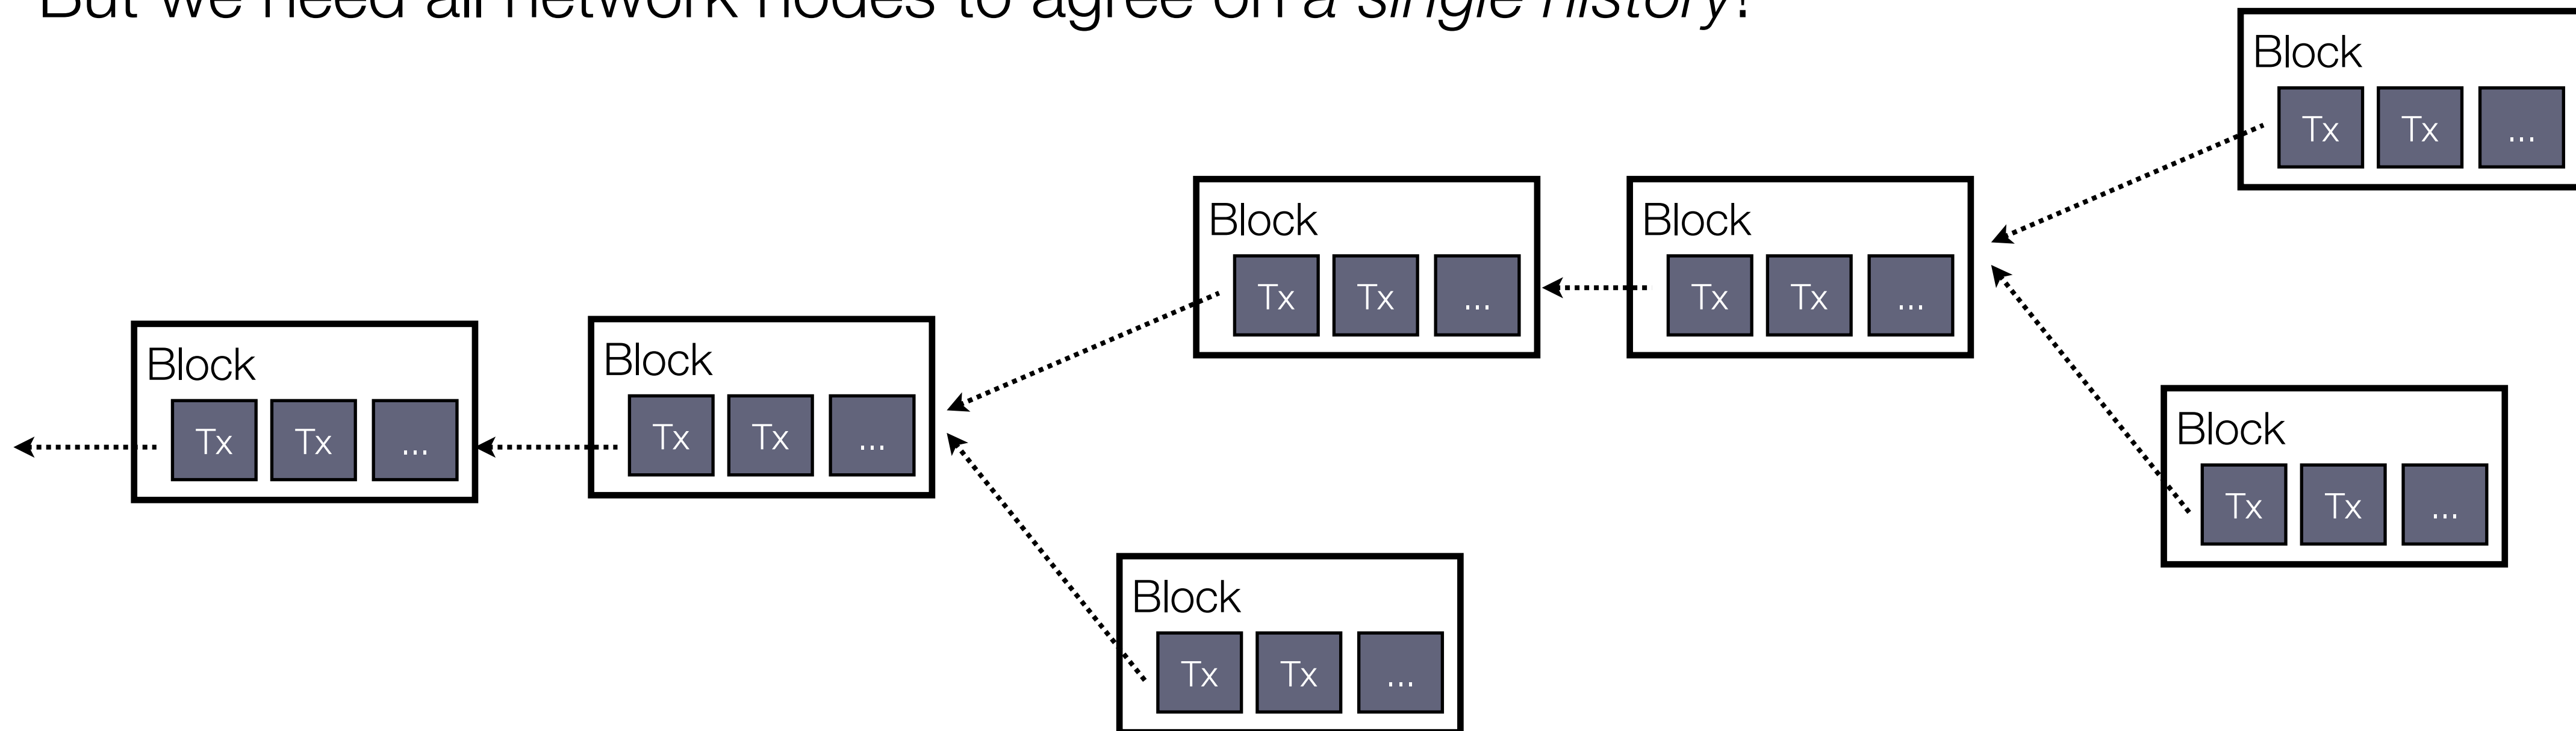 But we need all network nodes to agree on a single history!
Block
Tx Tx ...
Block
Tx Tx ...
Block
Tx Tx ...
Block
Tx Tx ...
Block
Tx Tx ...
Block
Tx Tx ...
Block
Tx Tx ...